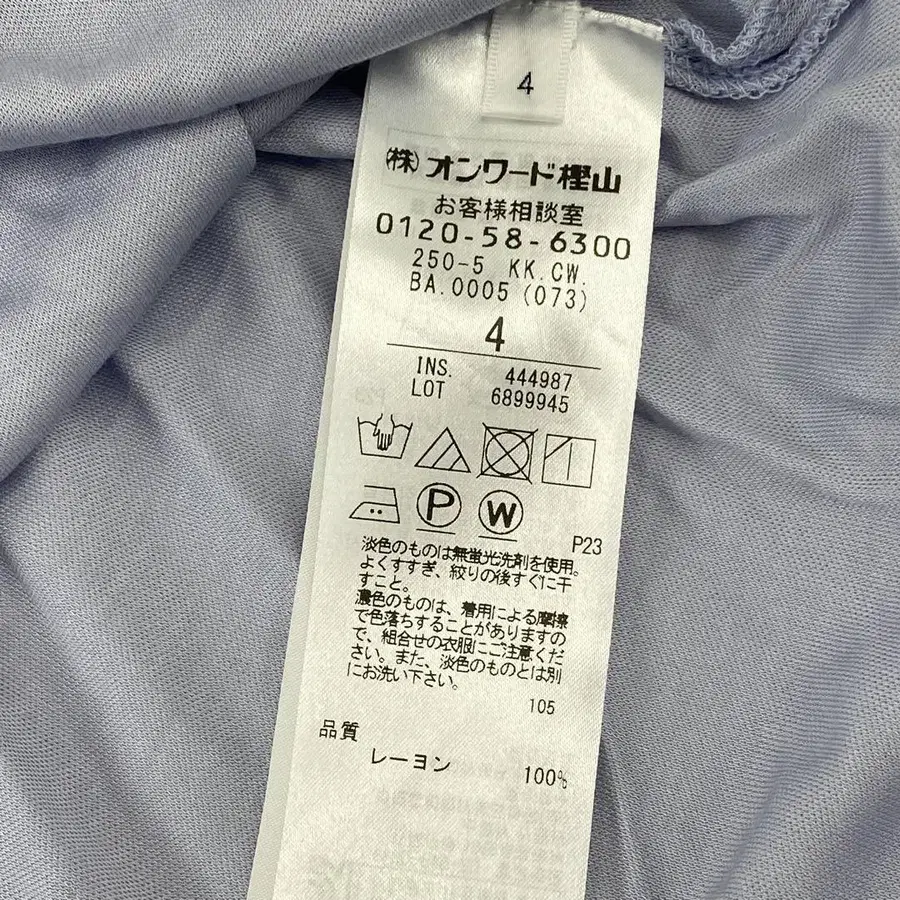 4
(株)オンワード樫山
お客様相談室
0120-58-6300
250-5 KK.CW.
BA.0005 (073)
4
INS. 444987
LOT 6899945
P W
P23
淡色のものは無蛍光洗剤を使用。
よくすすぎ、絞りの後すぐに干
すこと。
濃色のものは、着用による摩擦
で色落ちすることがありますの
で、組合せの衣服にご注意くだ
さい。また、淡色のものとは別
にお洗い下さい。
105
品質
レーヨン 100%